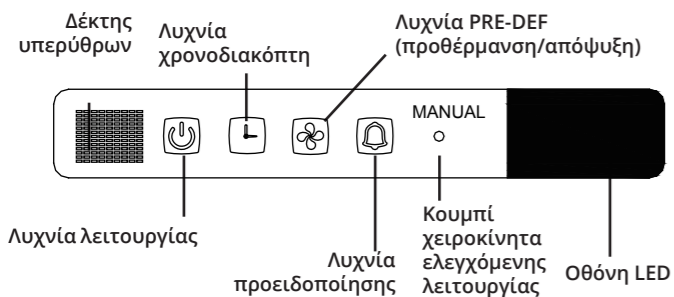 Δέκτης
υπερύθρων
Λυχνία
χρονοδιακόπτη
Λυχνία PRE-DEF
(προθέρμανση/απόψυξη)
MANUAL
Λυχνία λειτουργίας
Λυχνία
προειδοποίησης
Κουμπί
χειροκίνητα
ελεγχόμενης
λειτουργίας
Οθόνη LED